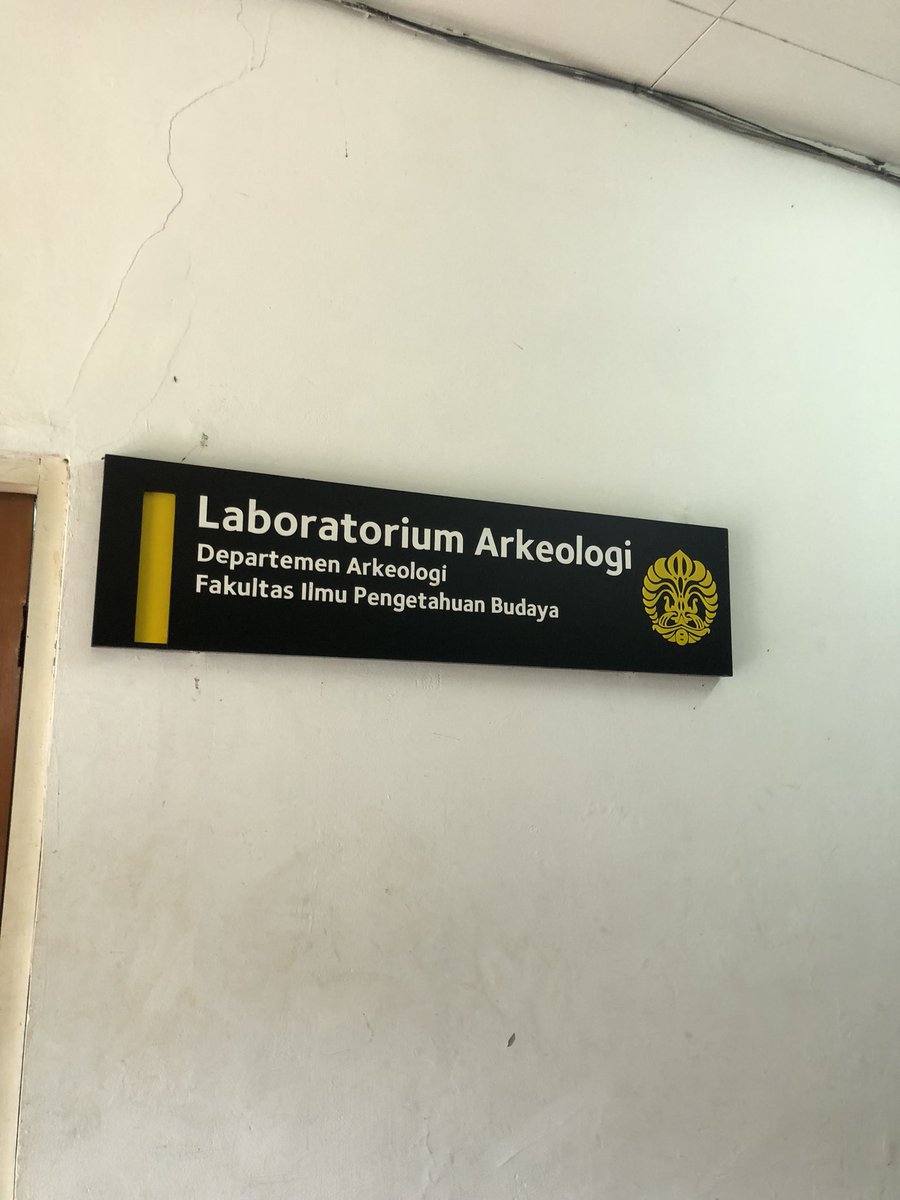 Laboratorium Arkeologi
Departemen Arkeologi
Fakultas Ilmu Pengetahuan Budaya